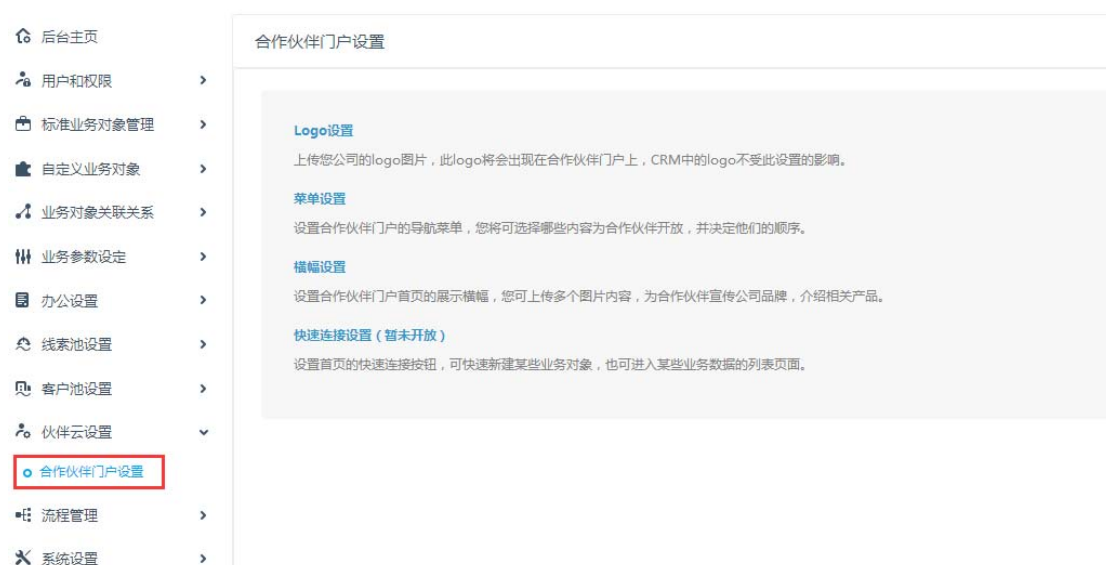 后台主页
用户和权限
标准业务对象管理
自定义业务对象
业务对象关联关系
业务参数设定
办公设置
线索池设置
客户池设置
伙伴云设置
合作伙伴门户设置
流程管理
系统设置
合作伙伴门户设置
Logo设置
上传您公司的logo图片，此logo将会出现在合作伙伴门户上，CRM中的logo不受此设置的影响。
菜单设置
设置合作伙伴门户的导航菜单，您将可选择哪些内容为合作伙伴开放，并决定他们的顺序。
横幅设置
设置合作伙伴门户首页的展示横幅，您可上传多个图片内容，为合作伙伴宣传公司品牌，介绍相关产品。
快速连接设置（暂未开放）
设置首页的快速连接按钮，可快速新建某些业务对象，也可进入某些业务数据的列表页面。